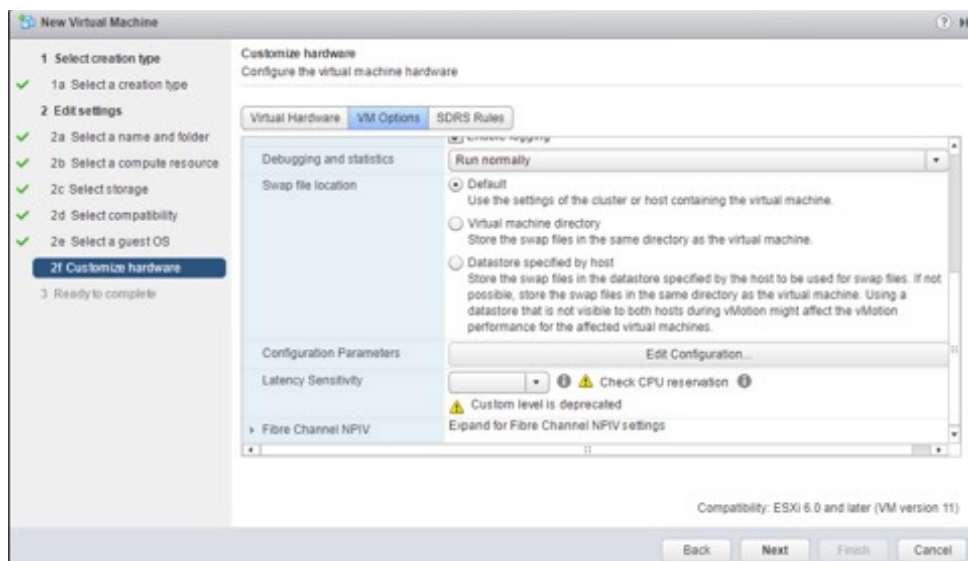 New Virtual Machine
1 Select creation type
1a Select a creation type
2 Edit settings
2a Select a name and folder
2b Select a compute resource
2c Select storage
2d Select compatibility
2e Select a guest OS
2f Customize hardware
3 Ready to complete
Customize hardware
Configure the virtual machine hardware
Virtual Hardware VM Options SDRS Rules
Enable logging
Debugging and statistics Run normally
Swap file location Default
Use the settings of the cluster or host containing the virtual machine.
Virtual machine directory
Store the swap files in the same directory as the virtual machine.
Datastore specified by host
Store the swap files in the datastore specified by the host to be used for swap files. If not
possible, store the swap files in the same directory as the virtual machine. Using a
datastore that is not visible to both hosts during vMotion might affect the vMotion
performance for the affected virtual machines.
Configuration Parameters Edit Configuration...
Latency Sensitivity Check CPU reservation
Custom level is deprecated
Fibre Channel NPIV Expand for Fibre Channel NPIV settings
Compatibility: ESXi 6.0 and later (VM version 11)
Back Next Finish Cancel